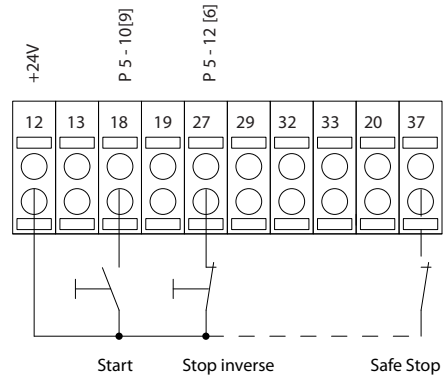 +24V
P 5 - 10[9]
P 5 - 12 [6]
12 13 18 19 27 29 32 33 20 37
Start Stop inverse Safe Stop